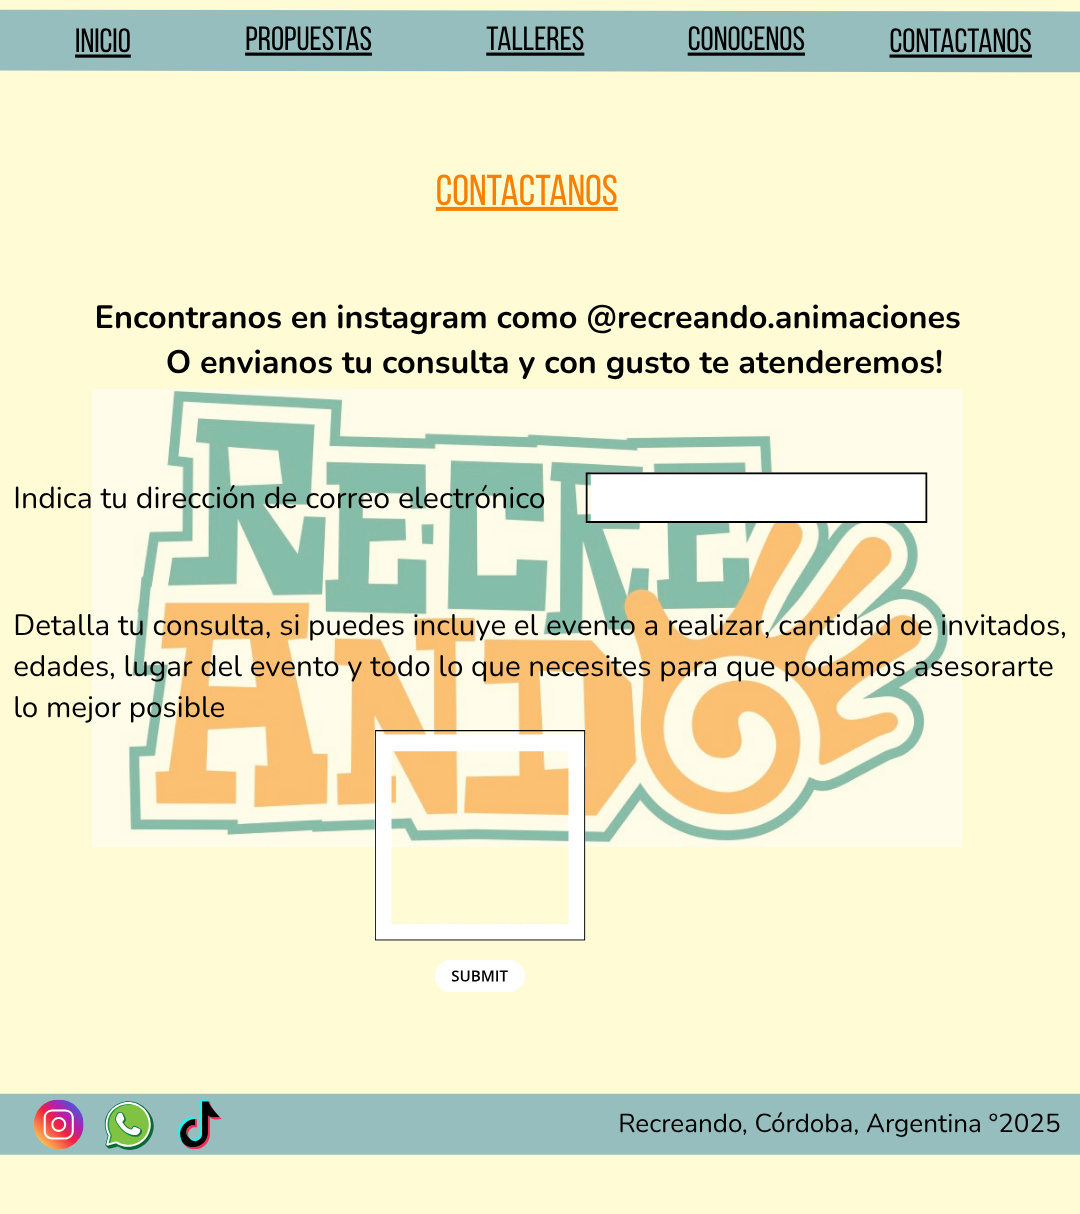 INICIO PROPUESTAS TALLERES CONOCENOS CONTACTANOS
CONTACTANOS
Encontranos en instagram como @recreando.animaciones
O envianos tu consulta y con gusto te atenderemos!
RECRE
ANDO
Indica tu dirección de correo electrónico
Detalla tu consulta, si puedes incluye el evento a realizar, cantidad de invitados,
edades, lugar del evento y todo lo que necesites para que podamos asesorarte
lo mejor posible
SUBMIT
Recreando, Córdoba, Argentina °2025